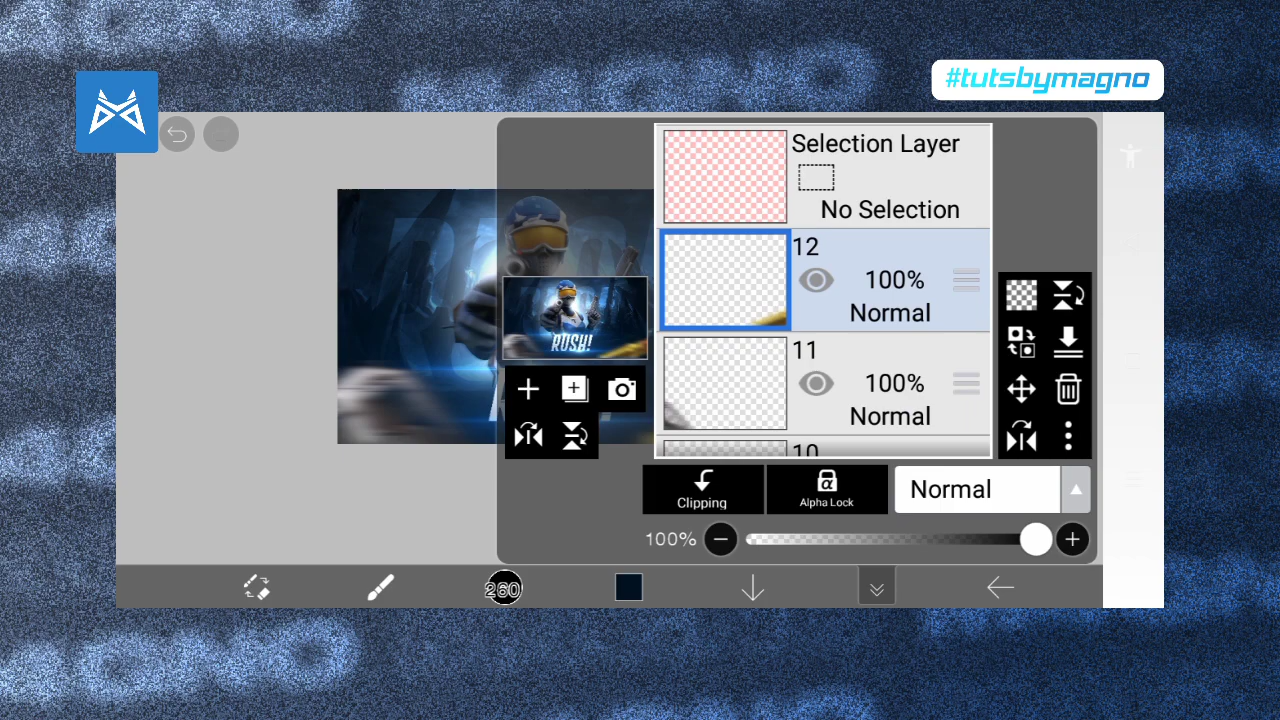 #tutsbymagno
Selection Layer
No Selection
12
100%
Normal
RUSH!
11
100%
Normal
10
Clipping
α
Alpha Lock
Normal
100%
260